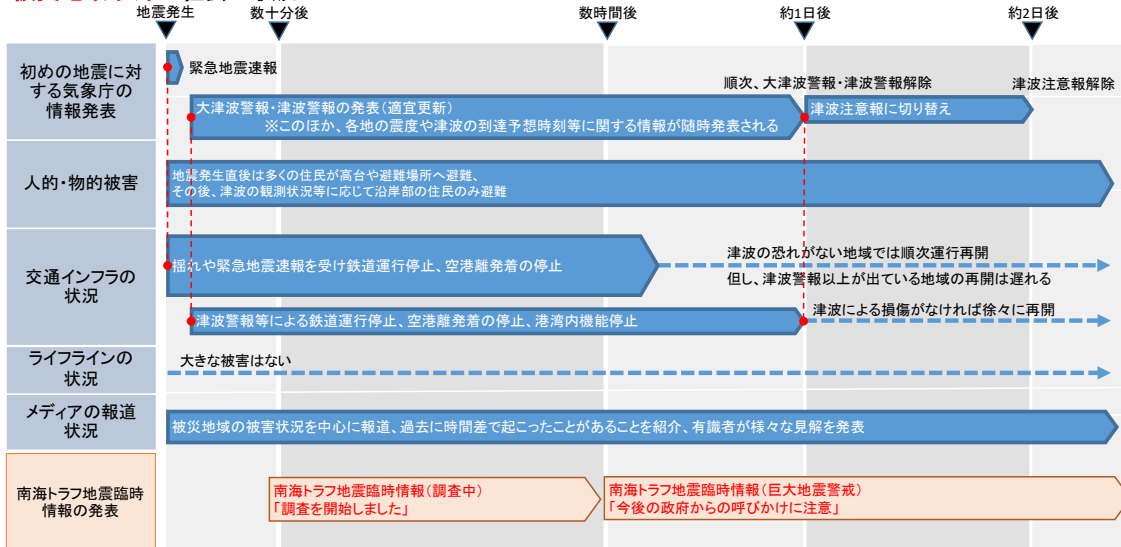 地震発生
数十分後
数時間後
約1日後
約2日後
初めの地震に対
する気象庁の
情報発表
緊急地震速報
順次、大津波警報・津波警報解除
津波注意報解除
大津波警報・津波警報の発表(適宜更新)
※このほか、各地の震度や津波の到達予想時刻等に関する情報が随時発表される
津波注意報に切り替え
人的・物的被害
地震発生直後は多くの住民が高台や避難場所へ避難、
その後、津波の観測状況等に応じて沿岸部の住民のみ避難
交通インフラの
状況
揺れや緊急地震速報を受け鉄道運行停止、空港離発着の停止
津波の恐れがない地域では順次運行再開
但し、津波警報以上が出ている地域の再開は遅れる
津波警報等による鉄道運行停止、空港離発着の停止、港湾内機能停止
津波による損傷がなければ徐々に再開
ライフラインの
状況
大きな被害はない
メディアの報道
状況
被災地域の被害状況を中心に報道、過去に時間差で起こったことがあることを紹介、有識者が様々な見解を発表
南海トラフ地震臨時
情報の発表
南海トラフ地震臨時情報(調査中)
「調査を開始しました」
南海トラフ地震臨時情報(巨大地震警戒)
「今後の政府からの呼びかけに注意」